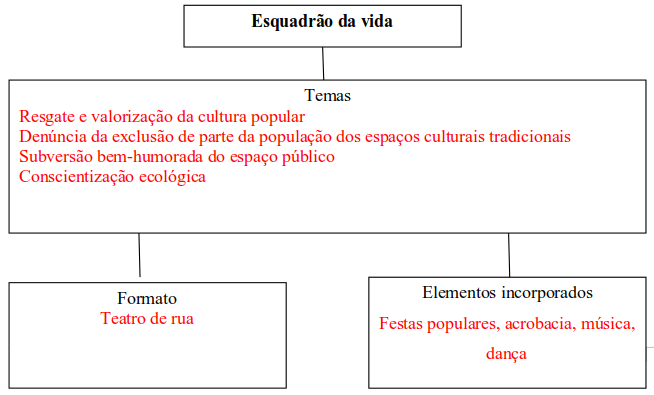 Esquadrão da vida
Temas
Resgate e valorização da cultura popular
Denúncia da exclusão de parte da população dos espaços culturais tradicionais
Subversão bem-humorada do espaço público
Conscientização ecológica
Formato
Teatro de rua
Elementos incorporados
Festas populares, acrobacia, música,
dança